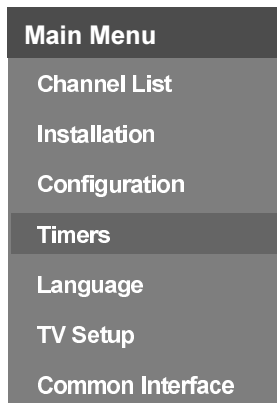 Main Menu
Channel List
Installation
Configuration
Timers
Language
TV Setup
Common Interface